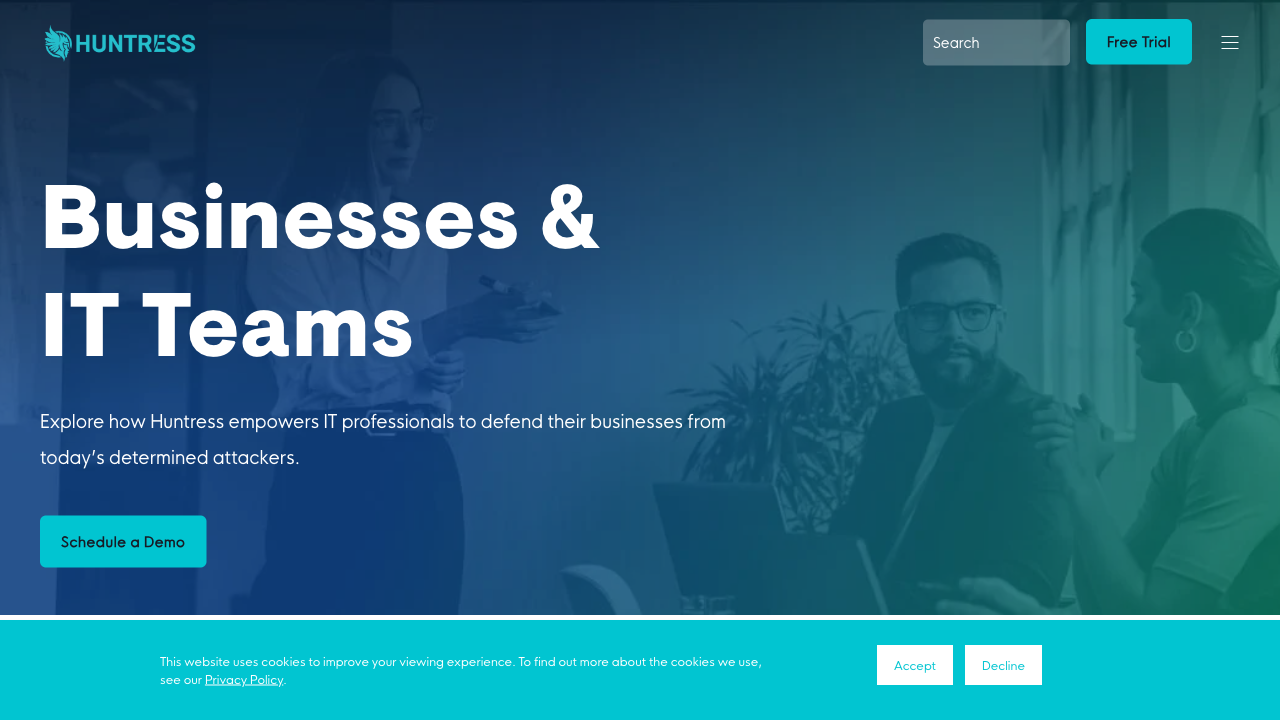 HUNTRESS
Search
Free Trial
Businesses &
IT Teams
Explore how Huntress empowers IT professionals to defend their businesses from
today's determined attackers.
Schedule a Demo
This website uses cookies to improve your viewing experience. To find out more about the cookies we use,
see our Privacy Policy.
Accept
Decline